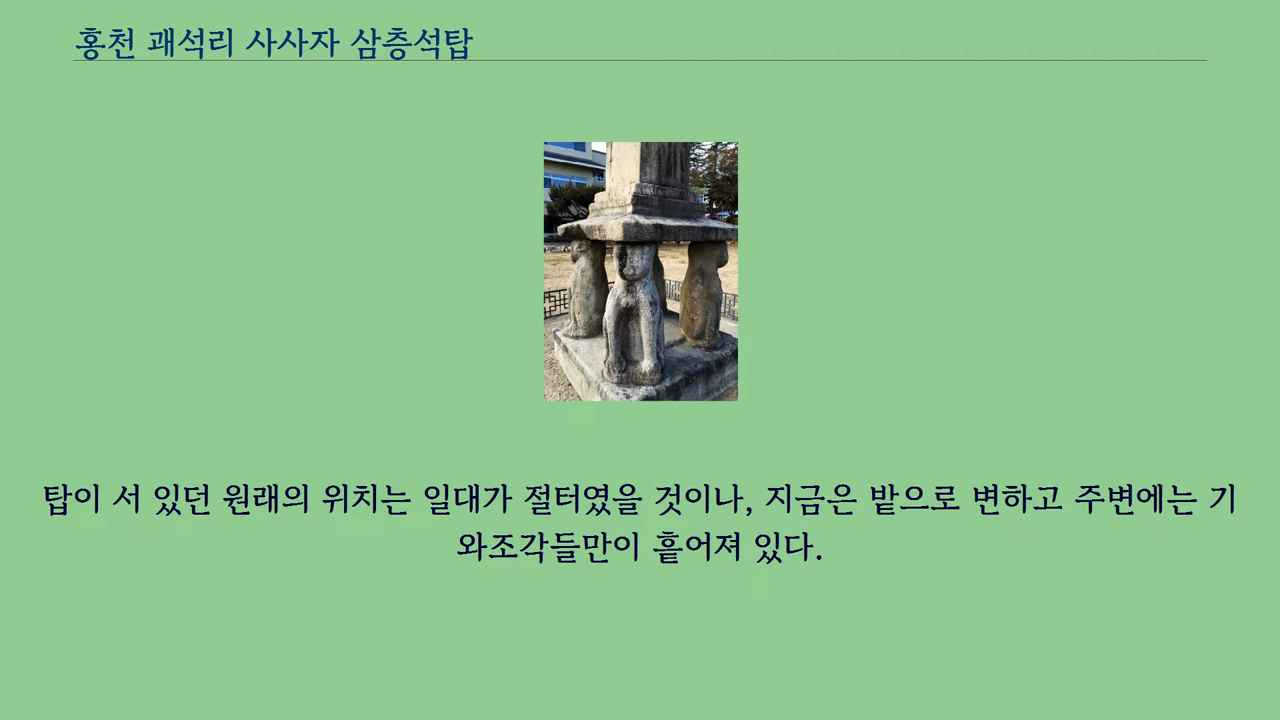 홍천 괘석리 사사자 삼층석탑
탑이 서 있던 원래의 위치는 일대가 절터였을 것이나, 지금은 밭으로 변하고 주변에는 기
와조각들만이 흩어져 있다.